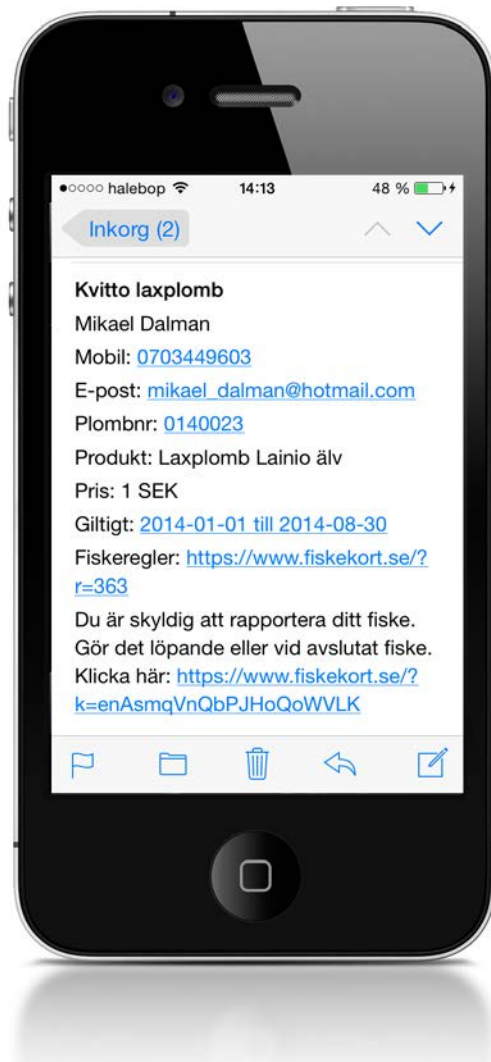 halebop 14:13 48 %
Inkorg (2)
Kvitto laxplomb
Mikael Dalman
Mobil: 0703449603
E-post: mikael_dalman@hotmail.com
Plombnr: 0140023
Produkt: Laxplomb Lainio älv
Pris: 1 SEK
Giltigt: 2014-01-01 till 2014-08-30
Fiskeregler: https://www.fiskekort.se/?
r=363
Du är skyldig att rapportera ditt fiske.
Gör det löpande eller vid avslutat fiske.
Klicka här: https://www.fiskekort.se/?
k=enAsmqVnQbPJHoQoWVLK